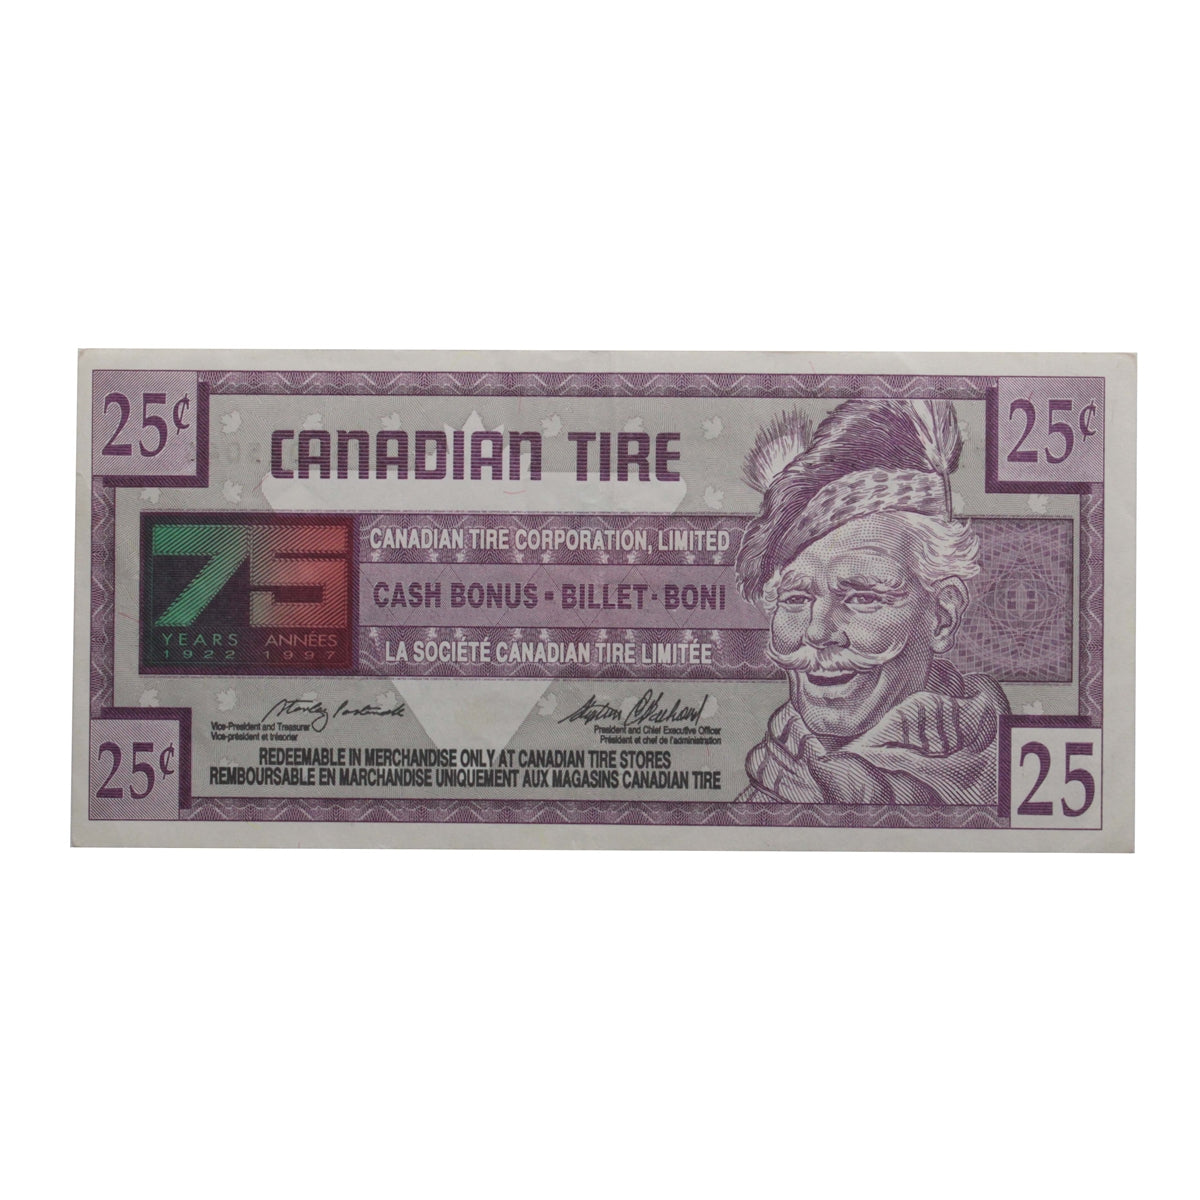 25¢
25¢
CANADIAN TIRE
75
YEARS ANNÉES
1922 1997
CANADIAN TIRE CORPORATION, LIMITED
CASH BONUS - BILLET - BONI
LA SOCIÉTÉ CANADIAN TIRE LIMITÉE
Vice-President and Treasurer
Vice-président et trésorier
President and Chief Executive Officer
Président et chef de l'administration
REDEEMABLE IN MERCHANDISE ONLY AT CANADIAN TIRE STORES
REMBOURSABLE EN MARCHANDISE UNIQUEMENT AUX MAGASINS CANADIAN TIRE
25¢
25